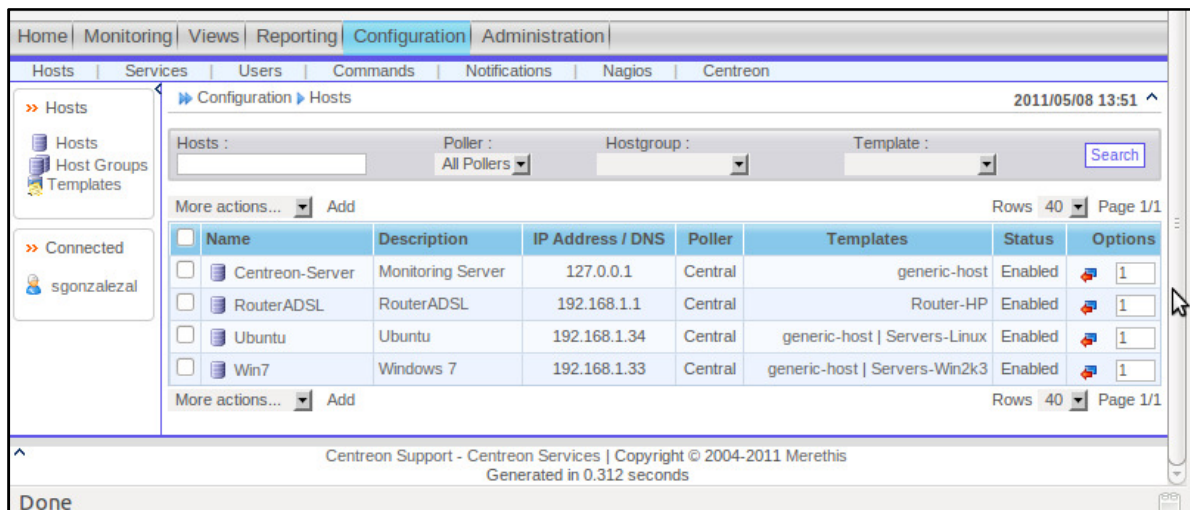 Home| Monitoring| Views| Reporting| Configuration| Administration|
Hosts | Services | Users | Commands | Notifications | Nagios | Centreon
Hosts
Hosts
Host Groups
Templates
Connected
sgonzalezal
Configuration Hosts 2011/05/08 13:51
Hosts : Poller : Hostgroup : Template :
All Pollers Search
More actions... Add Rows 40 Page 1/1
Name Description IP Address / DNS Poller Templates Status Options
Centreon-Server Monitoring Server 127.0.0.1 Central generic-host Enabled 1
RouterADSL RouterADSL 192.168.1.1 Central Router-HP Enabled 1
Ubuntu Ubuntu 192.168.1.34 Central generic-host | Servers-Linux Enabled 1
Win7 Windows 7 192.168.1.33 Central generic-host | Servers-Win2k3 Enabled 1
More actions... Add Rows 40 Page 1/1
Centreon Support - Centreon Services | Copyright © 2004-2011 Merethis
Generated in 0.312 seconds
Done